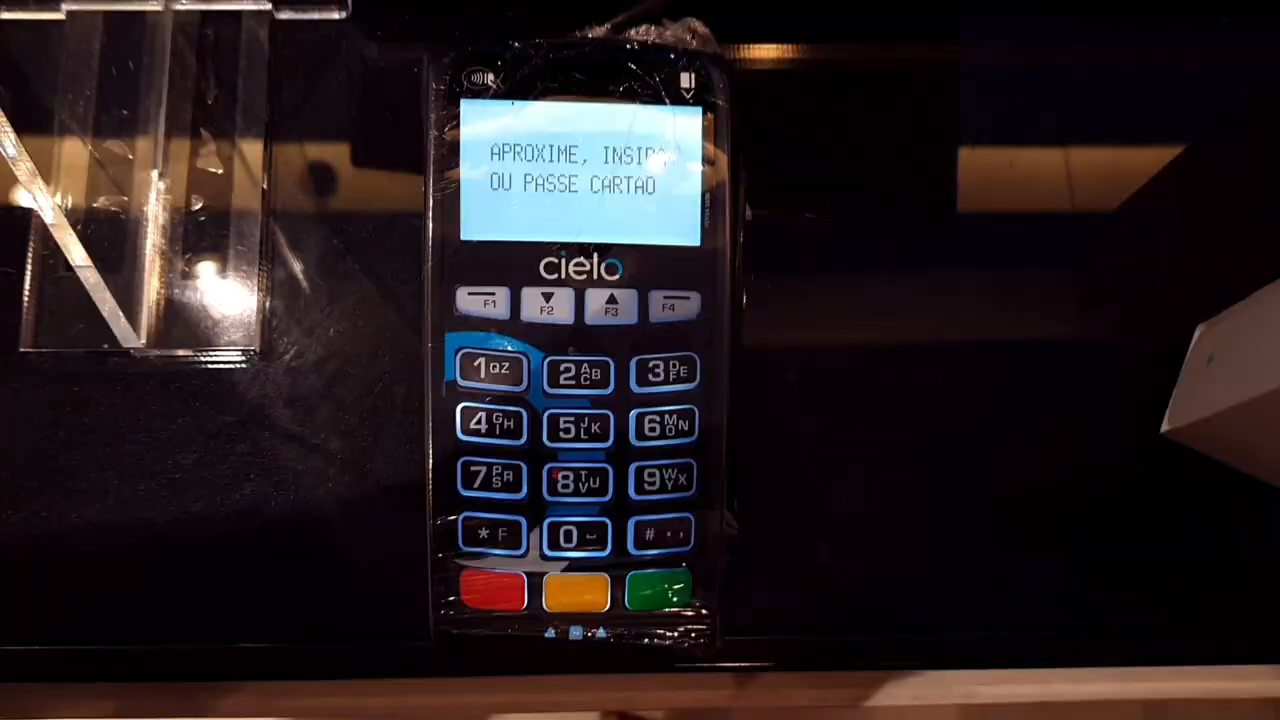 APROXIME, INSIRA
OU PASSE CARTAO
cielo
F1 F2 F3 F4
1 QZ 2 ABC 3 DEF
4 GHI 5 JKL 6 MNO
7 PRS 8 TUV 9 WXY
* F 0 # * ,